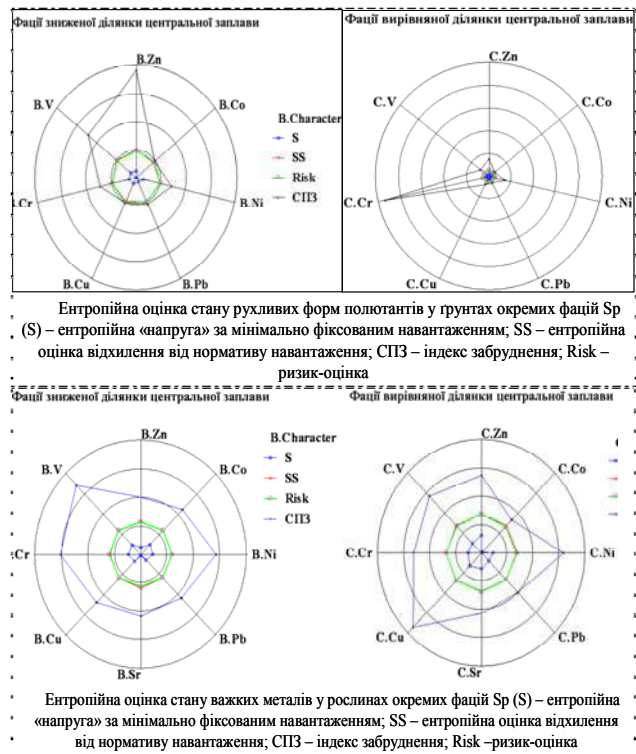 Фації зниженої ділянки центральної заплави
Фації вирівняної ділянки центральної заплави
B.Zn
B.V
B.Co
B.Character
S
SS
Risk
СПЗ
.Cr
B.Ni
B.Cu
B.Pb
C.Zn
C.V
C.Co
C.Cr
C.Ni
C.Cu
C.Pb
Ентропійна оцінка стану рухливих форм полютантів у ґрунтах окремих фацій Sp
(S) – ентропійна «напруга» за мінімально фіксованим навантаженням; SS – ентропійна
оцінка відхилення від нормативу навантаження; СПЗ – індекс забруднення; Risk –
ризик-оцінка
Фації зниженої ділянки центральної заплави
Фації вирівняної ділянки центральної заплави
B.Zn
B.Character
B.V
B.Co
S
SS
Risk
СПЗ
.Cr
B.Ni
B.Cu
B.Pb
B.Sr
C.Zn
C.V
C.Co
C.Cr
C.Ni
C.Cu
C.Pb
C.Sr
Ентропійна оцінка стану важких металів у рослинах окремих фацій Sp (S) – ентропійна
«напруга» за мінімально фіксованим навантаженням; SS – ентропійна оцінка відхилення
від нормативу навантаження; СПЗ – індекс забруднення; Risk –ризик-оцінка